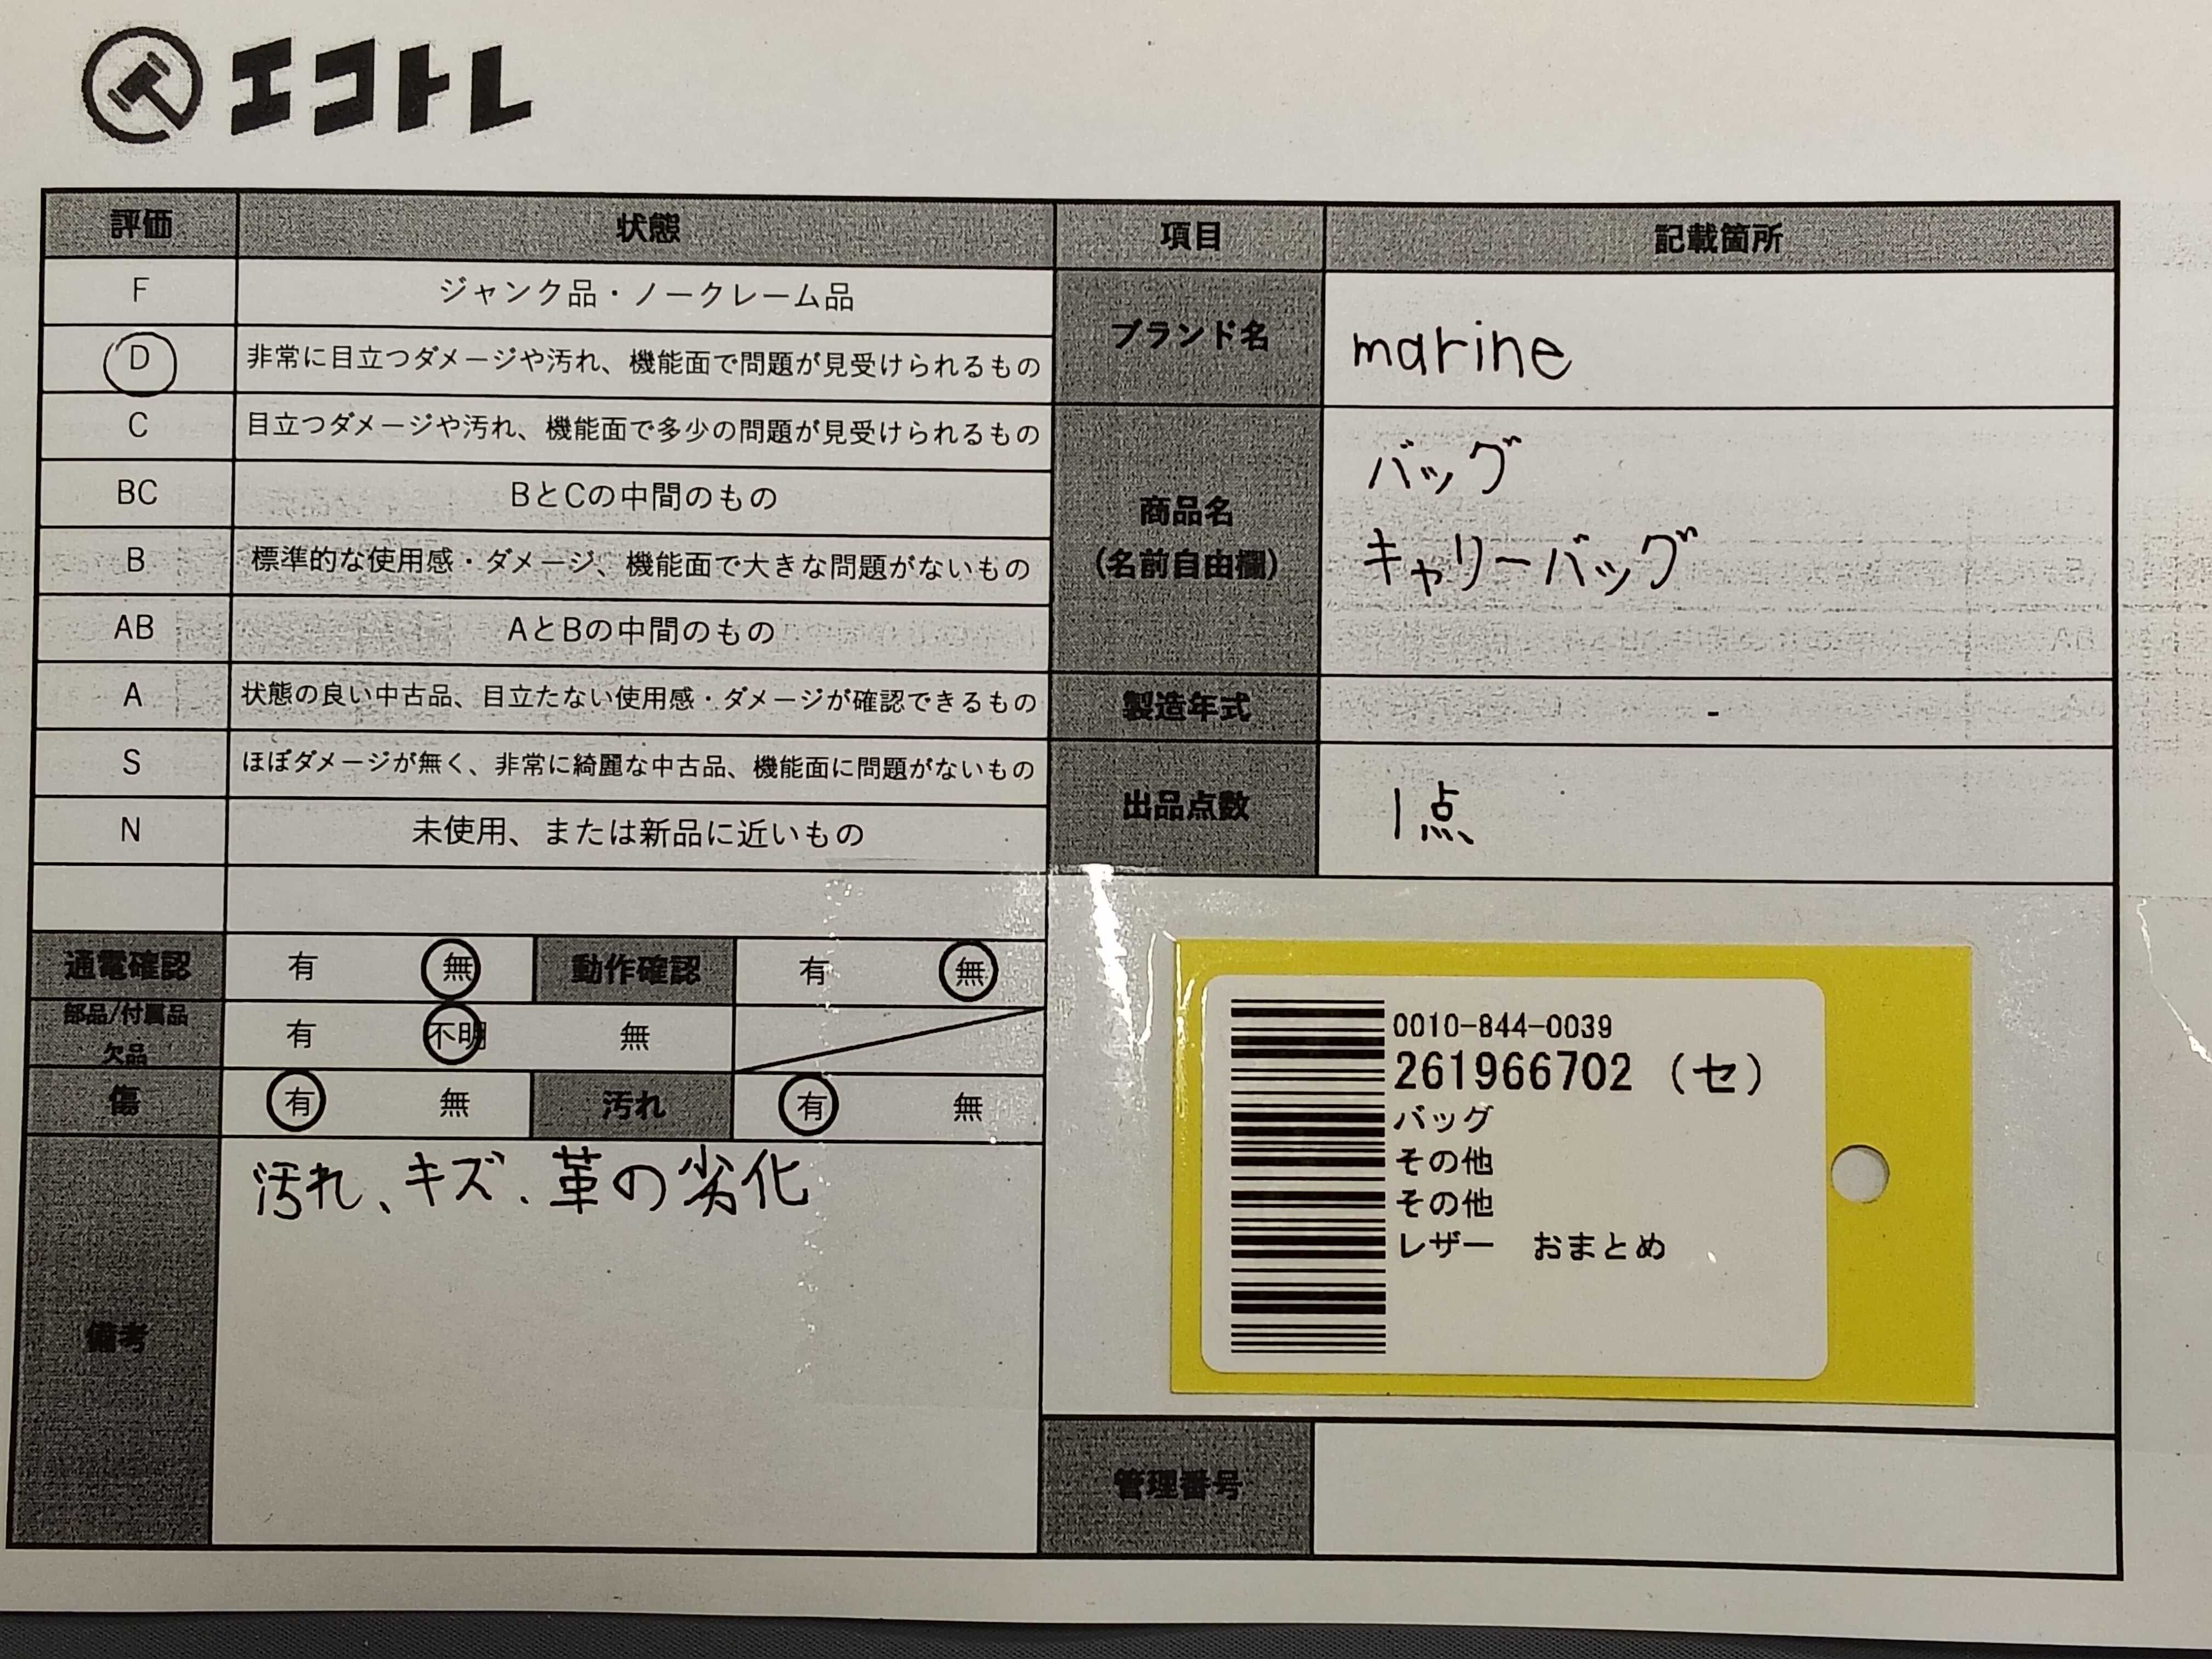 エコトレ
評価 状態 項目 記載箇所
F ジャンク品・ノークレーム品
D 非常に目立つダメージや汚れ、機能面で問題が見受けられるもの
C 目立つダメージや汚れ、機能面で多少の問題が見受けられるもの
BC BとCの中間のもの
B 標準的な使用感・ダメージ、機能面で大きな問題がないもの
AB AとBの中間のもの
A 状態の良い中古品、目立たない使用感・ダメージが確認できるもの
S ほぼダメージが無く、非常に綺麗な中古品、機能面に問題がないもの
N 未使用、または新品に近いもの
ブランド名 marine
商品名
(名前自由欄)
バッグ
キャリーバッグ
製造年式 -
出品点数 1点
通電確認 有 無 動作確認 有 無
部品/付属品
欠品
有 不明 無
傷 有 無 汚れ 有 無
備考
汚れ、キズ、革の劣化
0010-844-0039
261966702 (セ)
バッグ
その他
その他
レザー おまとめ
管理番号